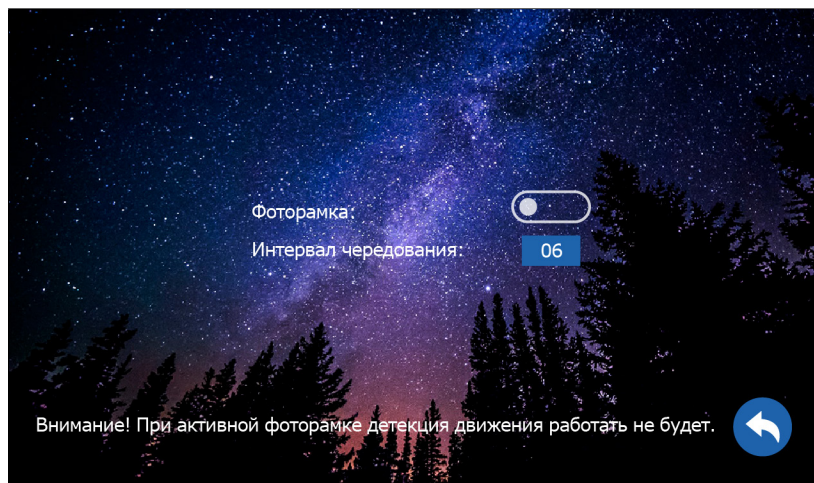 Фоторамка:
Интервал чередования:
06
Внимание! При активной фоторамке детекция движения работать не будет.